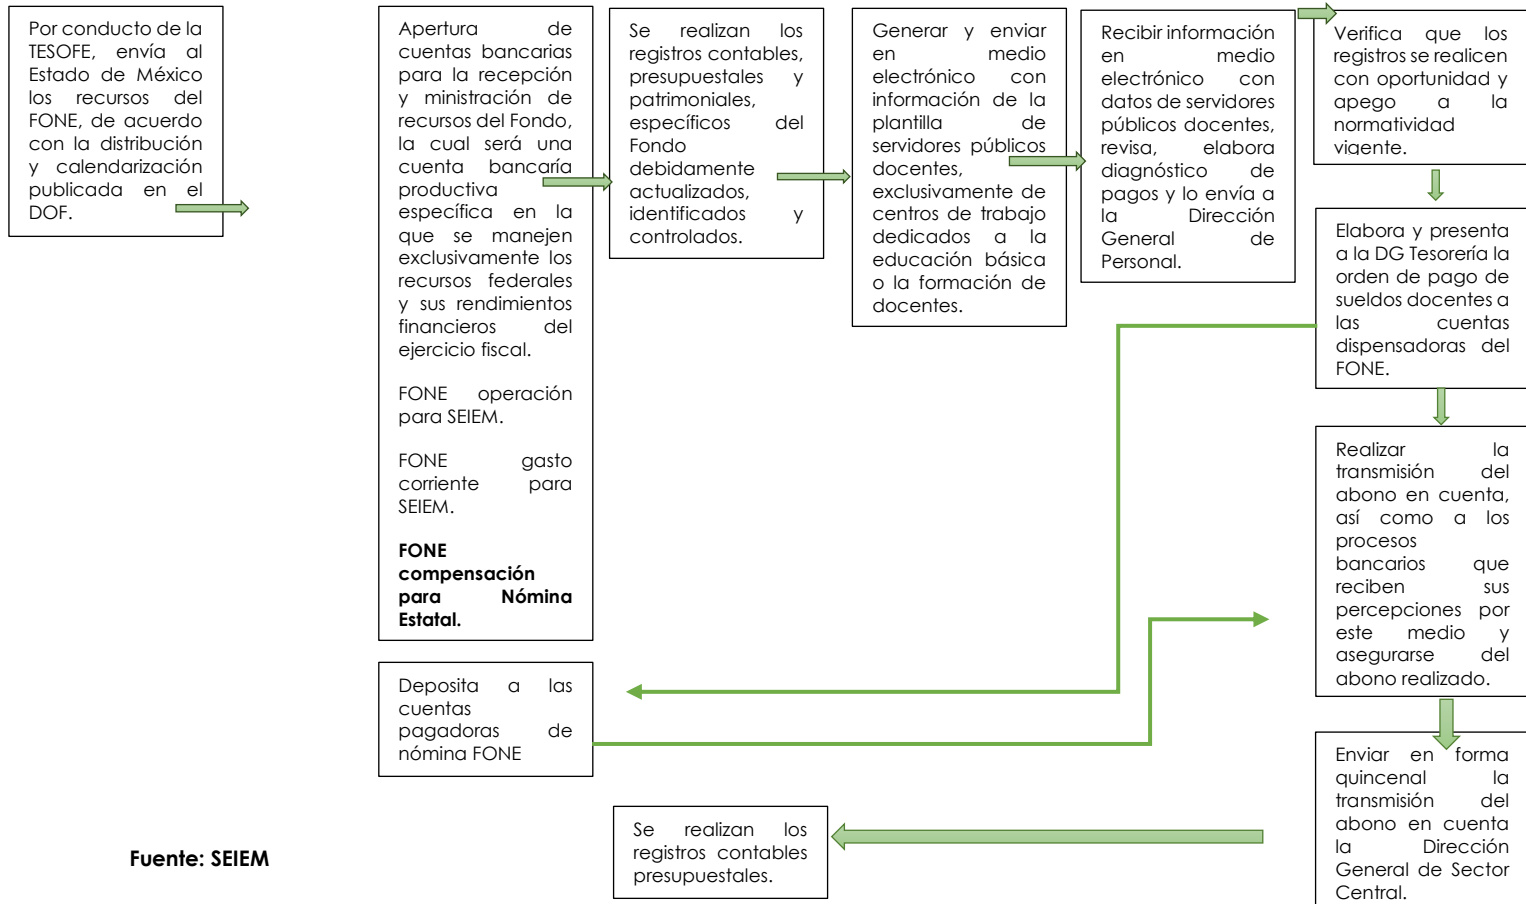 Por conducto de la
TESOFE, envía al
Estado de México
los recursos del
FONE, de acuerdo
con la distribución
y calendarización
publicada en el
DOF.
Apertura de
cuentas bancarias
para la recepción
y ministración de
recursos del Fondo,
la cual será una
cuenta bancaría
productiva
específica en la
que se manejen
exclusivamente los
recursos federales
y sus rendimientos
financieros del
ejercicio fiscal.
FONE operación
para SEIEM.
FONE gasto
corriente para
SEIEM.
FONE
compensación
para Nómina
Estatal.
Se realizan los
registros contables,
presupuestales y
patrimoniales,
específicos del
Fondo
debidamente
actualizados,
identificados y
controlados.
Generar y enviar
en medio
electrónico con
información de la
plantilla de
servidores públicos
docentes,
exclusivamente de
centros de trabajo
dedicados a la
educación básica
o la formación de
docentes.
Recibir información
en medio
electrónico con
datos de servidores
públicos docentes,
revisa, elabora
diagnóstico de
pagos y lo envía a
la Dirección
General de
Personal.
Verifica que los
registros se realicen
con oportunidad y
apego a la
normatividad
vigente.
Elabora y presenta
a la DG Tesorería la
orden de pago de
sueldos docentes a
las cuentas
dispensadoras del
FONE.
Realizar la
transmisión del
abono en cuenta,
así como a los
procesos
bancarios que
reciben sus
percepciones por
este medio y
asegurarse del
abono realizado.
Deposita a las
cuentas
pagadoras de
nómina FONE
Enviar en forma
quincenal la
transmisión del
abono en cuenta
la Dirección
General de Sector
Central.
Se realizan los
registros contables
presupuestales.
Fuente: SEIEM